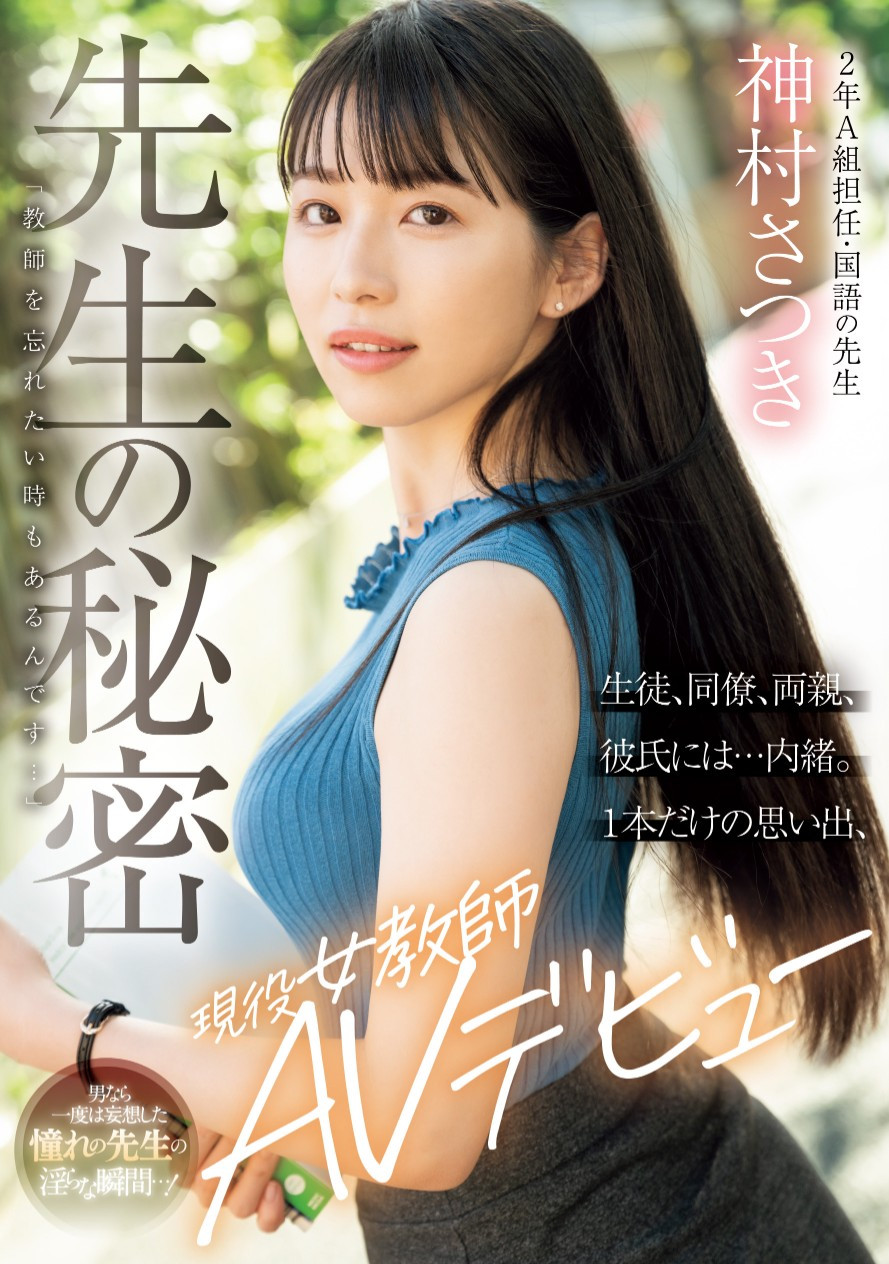 2年A組担任・国語の先生
神村さつき
先生の秘密
「教師を忘れたい時もあるんです…」
生徒、同僚、両親、
彼氏には…内緒。
1本だけの思い出、
現役女教師
AVデビュー
男なら
一度は妄想した
憧れの先生の
淫らな瞬間…!